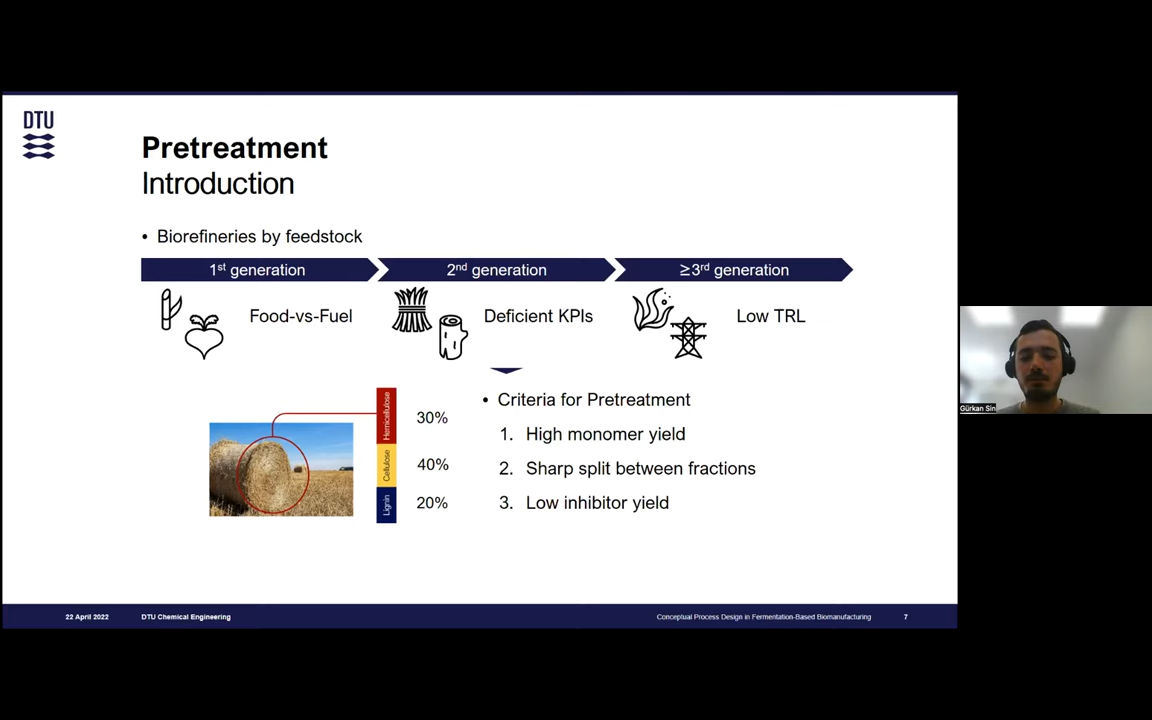 DTU
Pretreatment
Introduction
• Biorefineries by feedstock
1st generation
2nd generation
≥3rd generation
Food-vs-Fuel
Deficient KPIs
Low TRL
Hemicellulose
30%
Cellulose
40%
Lignin
20%
• Criteria for Pretreatment
1. High monomer yield
2. Sharp split between fractions
3. Low inhibitor yield
Gürkan Sin
22 April 2022
DTU Chemical Engineering
Conceptual Process Design in Fermentation-Based Biomanufacturing
7